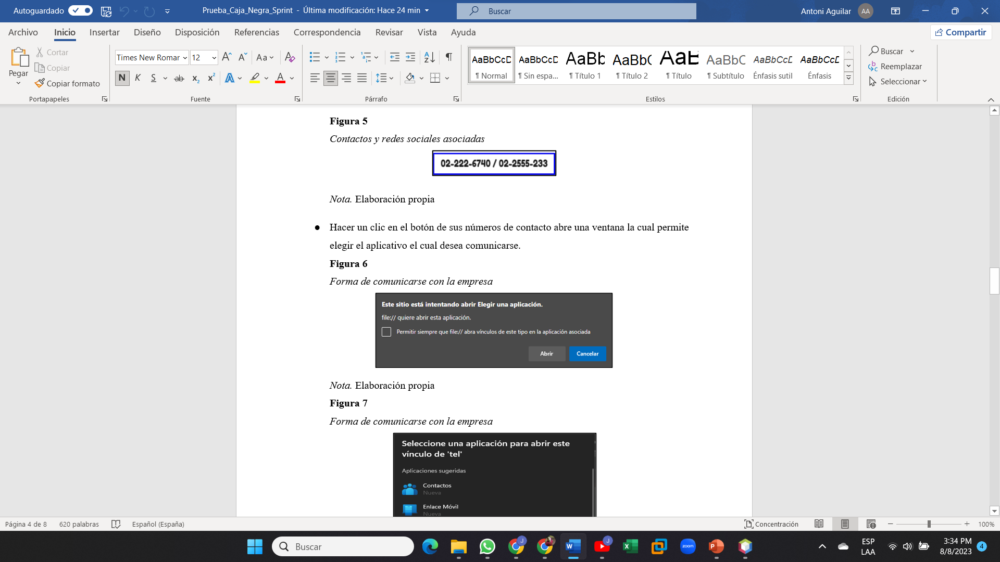 Autoguardado
Prueba_Caja_Negra_Sprint - Última modificación: Hace 24 min
Buscar
Antoni Aguilar AA
Archivo Inicio Insertar Diseño Disposición Referencias Correspondencia Revisar Vista Ayuda
Compartir
Pegar
Cortar
Copiar
Copiar formato
Portapapeles
Times New Romar 12
Aa
N K S ab x₂ x² A A
Fuente
Párrafo
AaBbCcD AaBbCcD AaBb AaBb( AaB AaBbC AaBbCcD AaBbCcD
¶ Normal ¶ Sin espa... ¶ Título 1 ¶ Título 2 ¶ Título ¶ Subtítulo Énfasis sutil Énfasis
Estilos
Buscar
Reemplazar
Seleccionar
Edición
Figura 5
Contactos y redes sociales asociadas
02-222-6740 / 02-2555-233
Nota. Elaboración propia
● Hacer un clic en el botón de sus números de contacto abre una ventana la cual permite
elegir el aplicativo el cual desea comunicarse.
Figura 6
Forma de comunicarse con la empresa
Este sitio está intentando abrir Elegir una aplicación.
file:// quiere abrir esta aplicación.
Permitir siempre que file:// abra vínculos de este tipo en la aplicación asociada
Abrir Cancelar
Nota. Elaboración propia
Figura 7
Forma de comunicarse con la empresa
Seleccione una aplicación para abrir este
vínculo de 'tel'
Aplicaciones sugeridas
Contactos
Nueva
Enlace Móvil
Nueva
Página 4 de 8 620 palabras Español (España)
Concentración
100%
Buscar
zoom
ESP
LAA
3:34 PM
8/8/2023
4